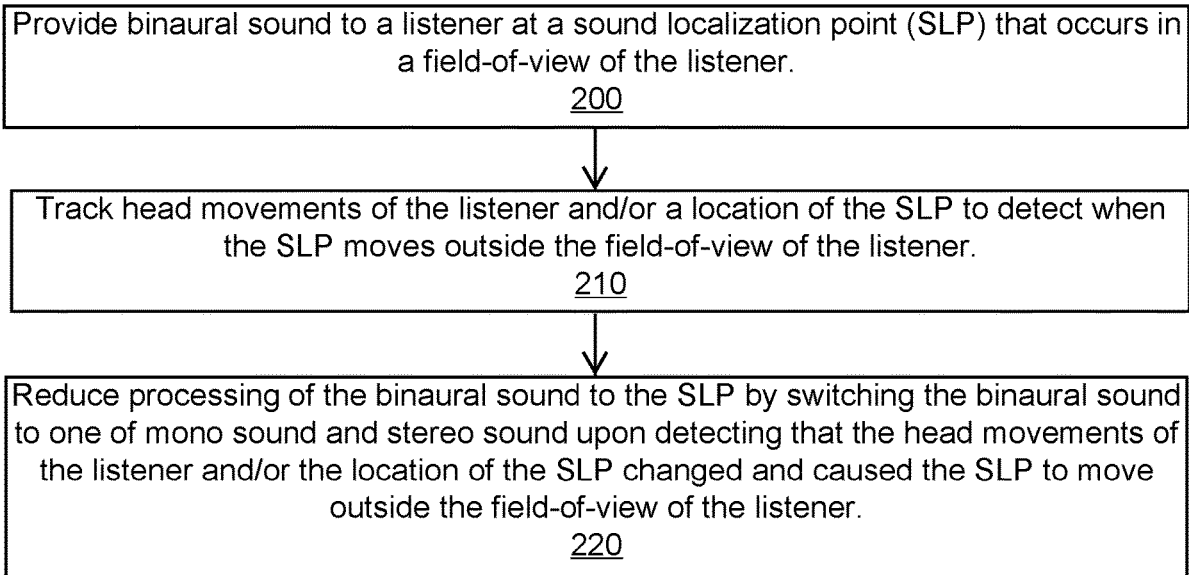 Provide binaural sound to a listener at a sound localization point (SLP) that occurs in
a field-of-view of the listener.
200
Track head movements of the listener and/or a location of the SLP to detect when
the SLP moves outside the field-of-view of the listener.
210
Reduce processing of the binaural sound to the SLP by switching the binaural sound
to one of mono sound and stereo sound upon detecting that the head movements of
the listener and/or the location of the SLP changed and caused the SLP to move
outside the field-of-view of the listener.
220